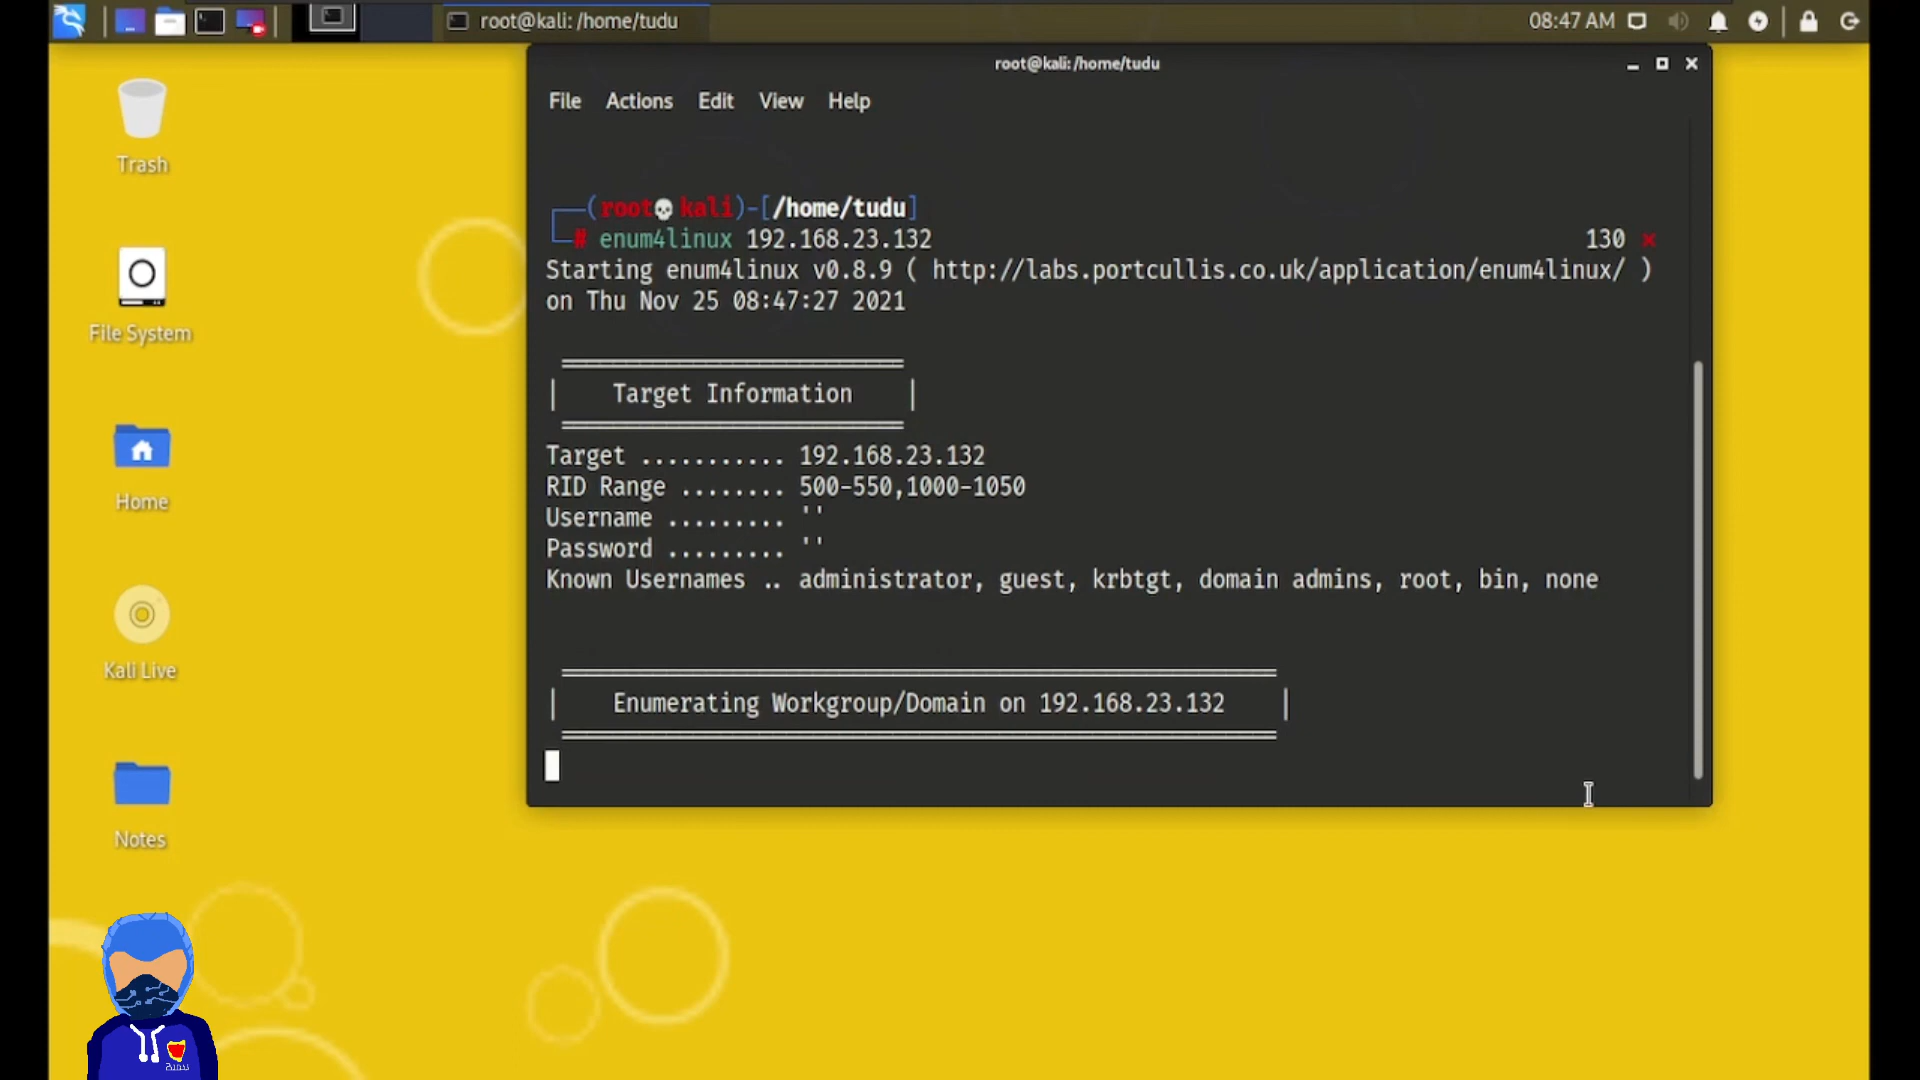 root@kali: /home/tudu
08:47 AM
root@kali: /home/tudu
File Actions Edit View Help
Trash
File System
Home
Kali Live
Notes
(root💀kali)-[/home/tudu]
# enum4linux 192.168.23.132 130 ⨯
Starting enum4linux v0.8.9 ( http://labs.portcullis.co.uk/application/enum4linux/ )
on Thu Nov 25 08:47:27 2021
==========================
| Target Information |
==========================
Target ........... 192.168.23.132
RID Range ........ 500-550,1000-1050
Username ......... ''
Password ......... ''
Known Usernames .. administrator, guest, krbtgt, domain admins, root, bin, none
======================================================
| Enumerating Workgroup/Domain on 192.168.23.132 |
======================================================